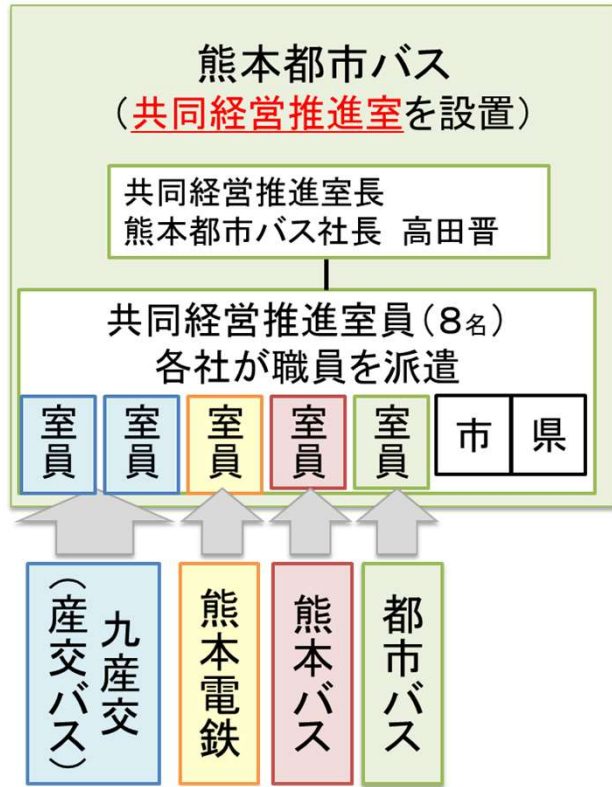 熊本都市バス
（共同経営推進室を設置）
共同経営推進室長
熊本都市バス社長 高田晋
共同経営推進室員（８名）
各社が職員を派遣
室員
室員
室員
室員
室員
市
県
九産交
（産交バス）
熊本電鉄
熊本バス
都市バス